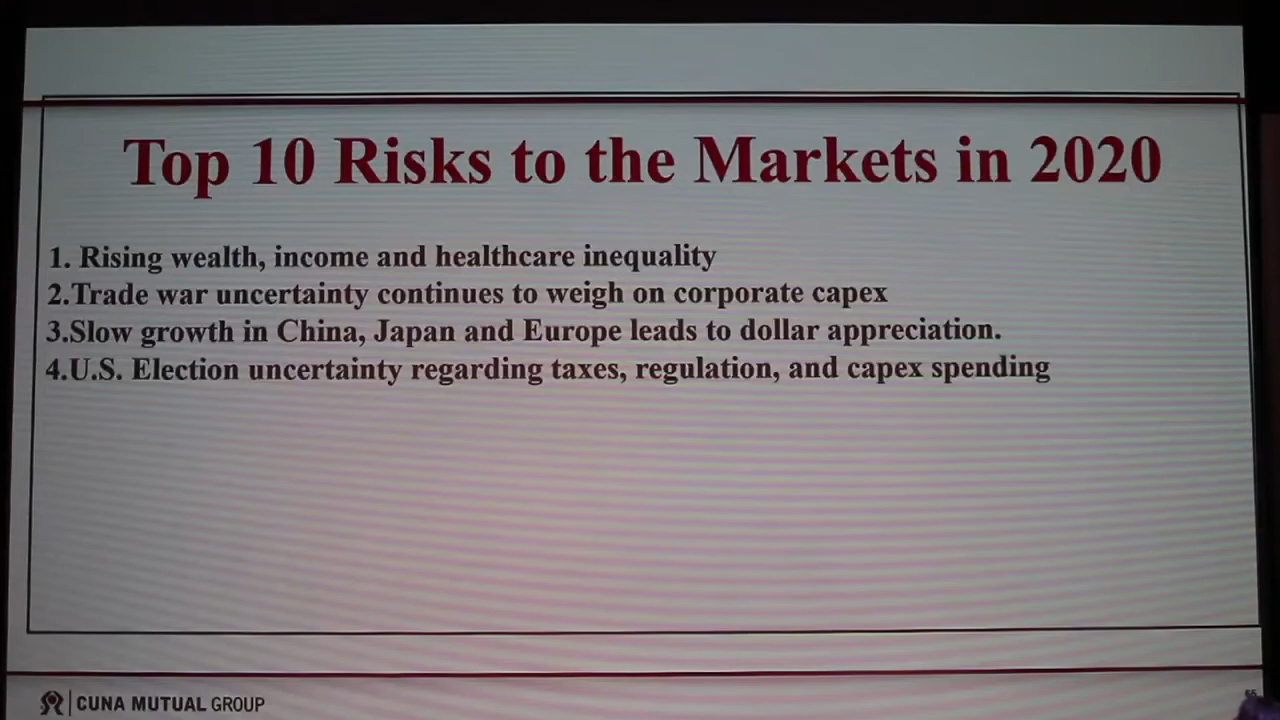 Top 10 Risks to the Markets in 2020
1. Rising wealth, income and healthcare inequality
2.Trade war uncertainty continues to weigh on corporate capex
3.Slow growth in China, Japan and Europe leads to dollar appreciation.
4.U.S. Election uncertainty regarding taxes, regulation, and capex spending
CUNA MUTUAL GROUP